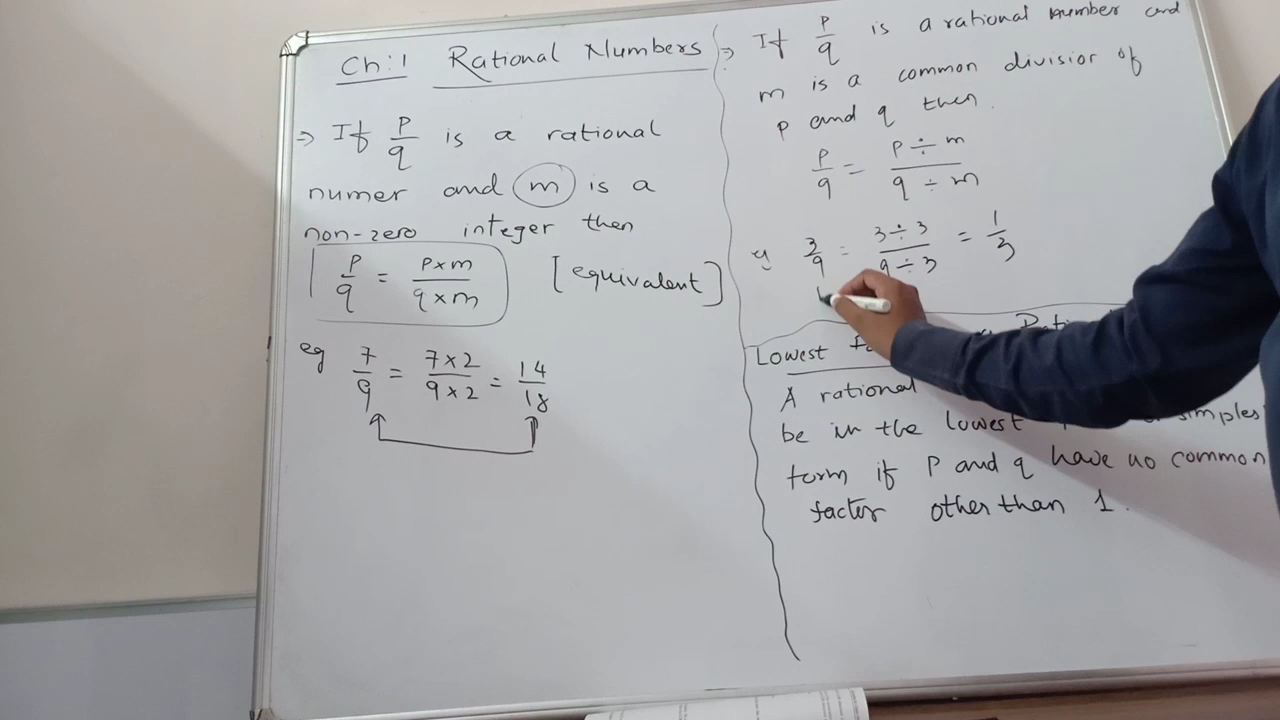 Ch:1 Rational Numbers
⇒ If p/q is a rational
numer and m is a
non-zero integer then
p/q = p×m/q×m [equivalent]
eg 7/9 = 7×2/9×2 = 14/18
⇒ If p/q is a rational number and
m is a common divisior of
p and q then.
p/q = p÷m/q÷m
eg 3/9 = 3÷3/9÷3 = 1/3
Lowest
A rational
be in the lowest
form if P and q have no common
factor other than 1.